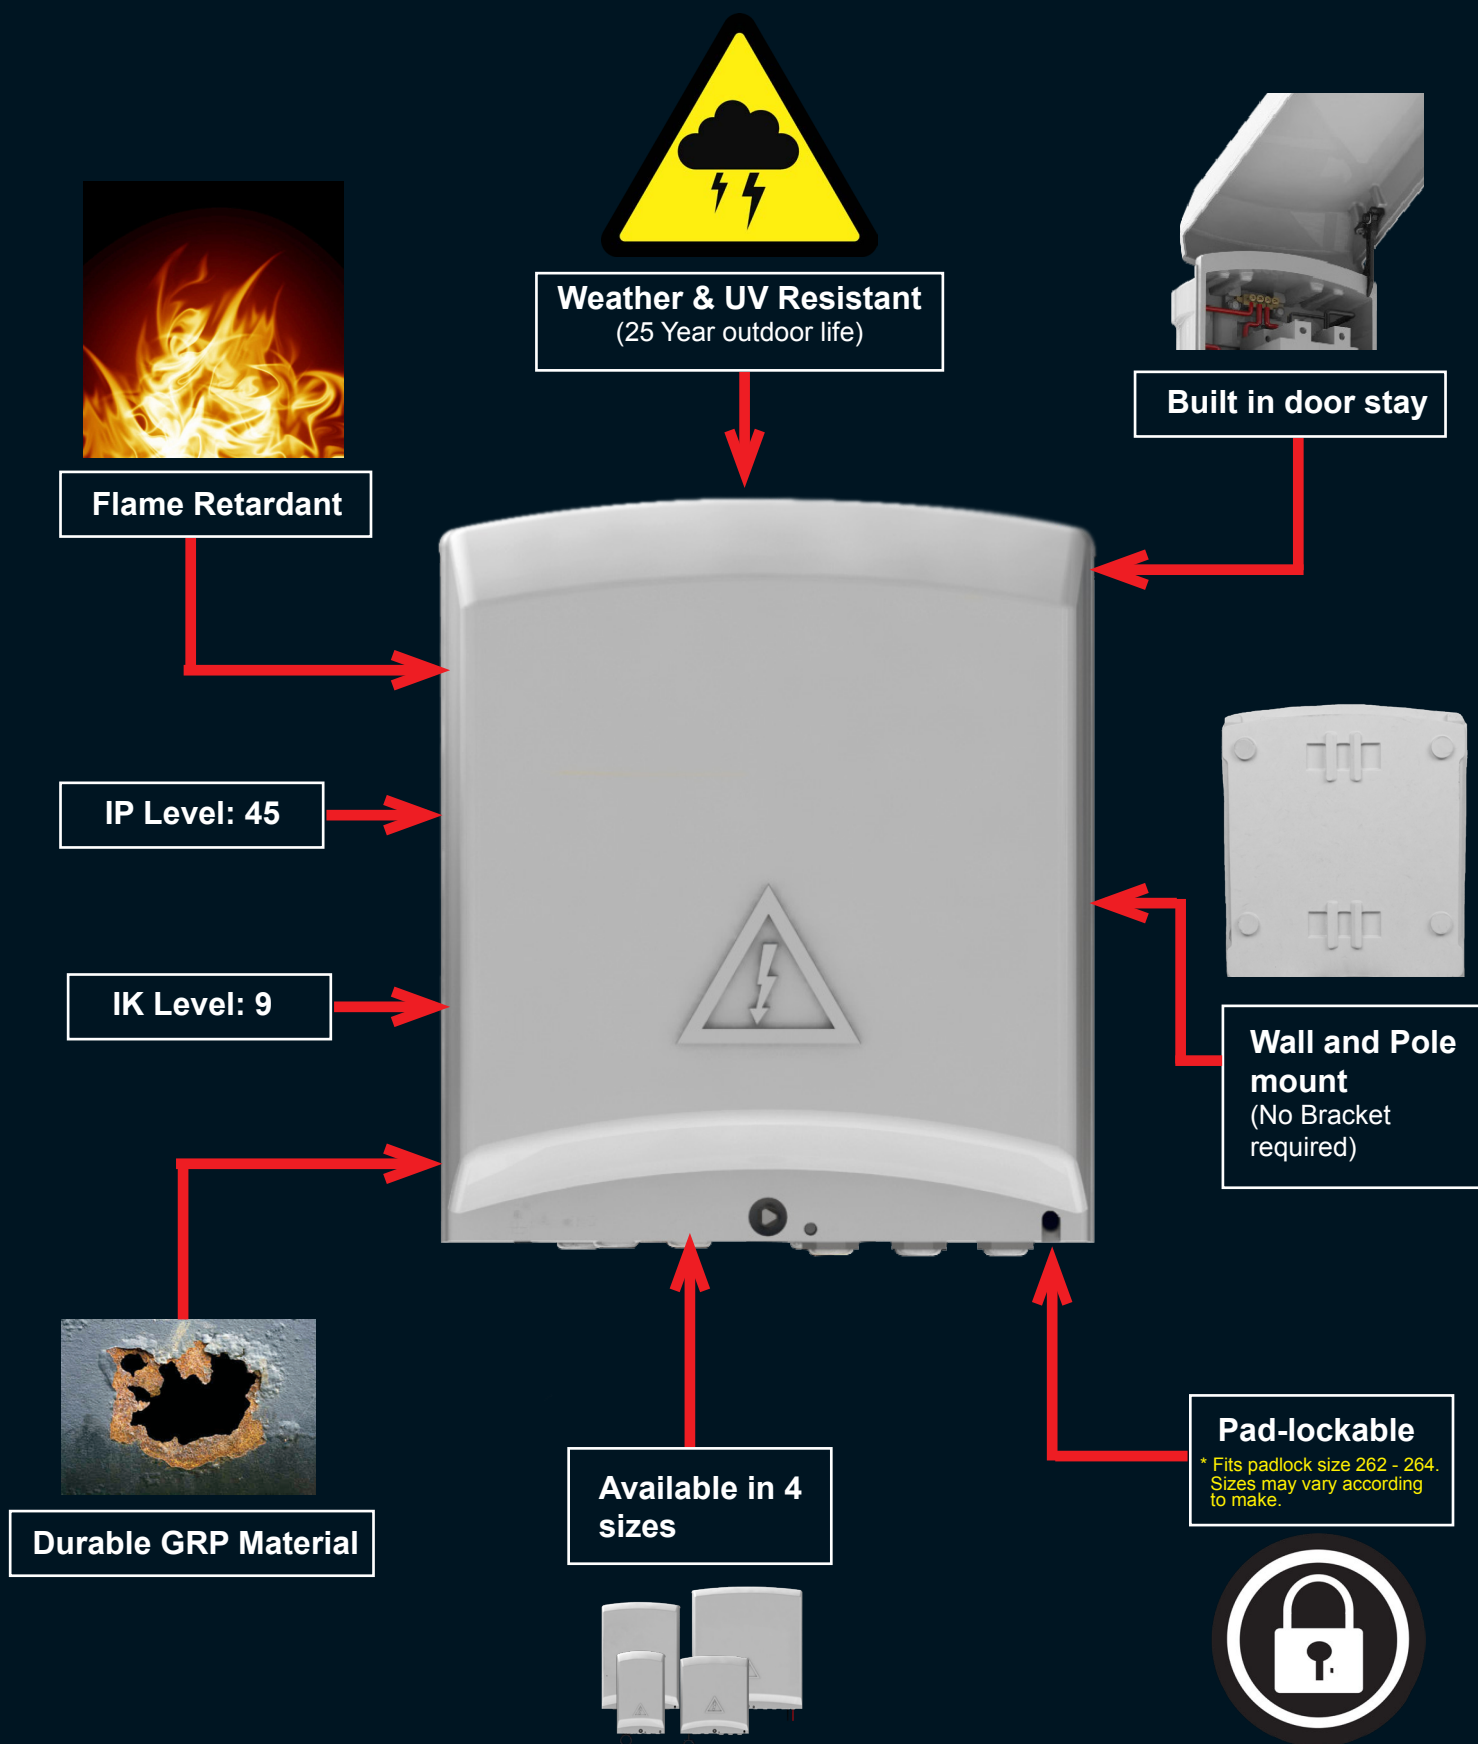 Weather & UV Resistant
(25 Year outdoor life)
Built in door stay
Flame Retardant
IP Level: 45
IK Level: 9
Wall and Pole
mount
(No Bracket
required)
Durable GRP Material
Available in 4
sizes
Pad-lockable
* Fits padlock size 262 - 264.
Sizes may vary according
to make.